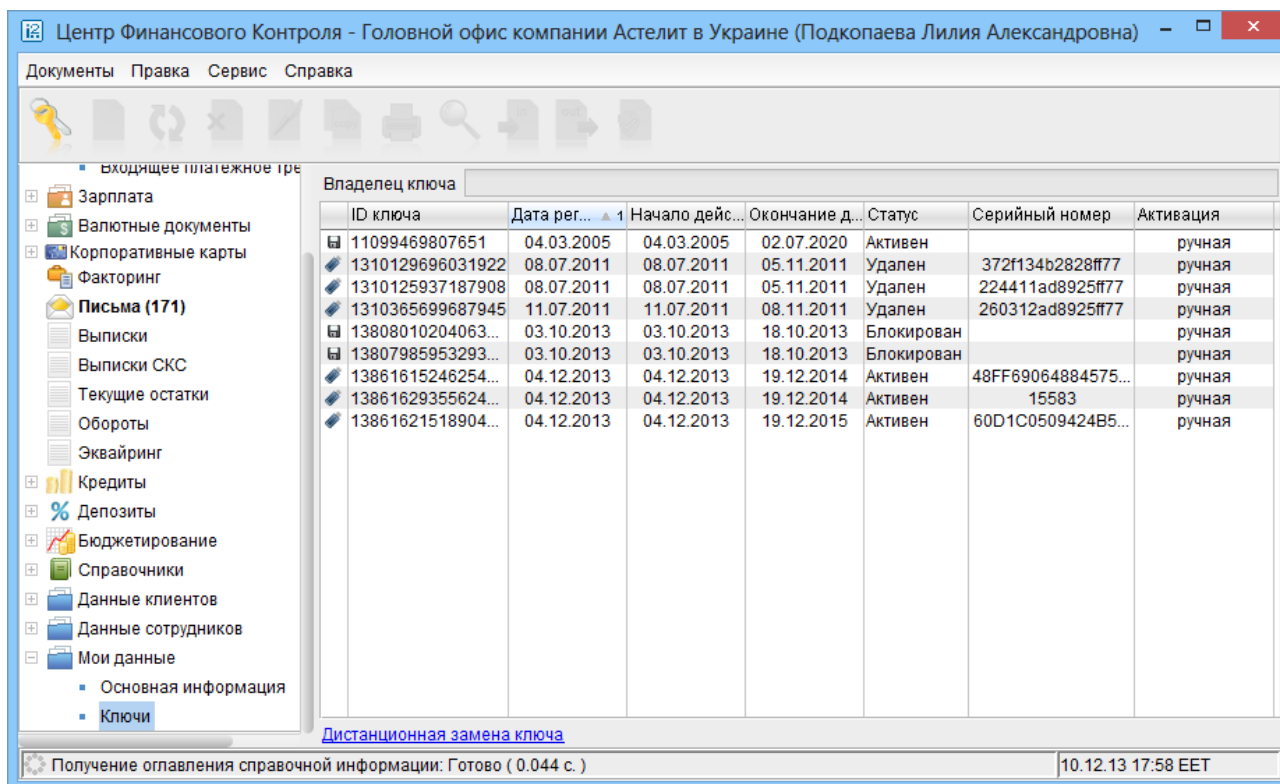 Центр Финансового Контроля - Головной офис компании Астелит в Украине (Подкопаева Лилия Александровна)
Документы Правка Сервис Справка
Входящее платежное тре
Зарплата
Валютные документы
Корпоративные карты
Факторинг
Письма (171)
Выписки
Выписки СКС
Текущие остатки
Обороты
Эквайринг
Кредиты
Депозиты
Бюджетирование
Справочники
Данные клиентов
Данные сотрудников
Мои данные
Основная информация
Ключи
Владелец ключа
ID ключа Дата рег... 1 Начало дейс... Окончание д... Статус Серийный номер Активация
11099469807651 04.03.2005 04.03.2005 02.07.2020 Активен ручная
1310129696031922 08.07.2011 08.07.2011 05.11.2011 Удален 372f134b2828ff77 ручная
1310125937187908 08.07.2011 08.07.2011 05.11.2011 Удален 224411ad8925ff77 ручная
1310365699687945 11.07.2011 11.07.2011 08.11.2011 Удален 260312ad8925ff77 ручная
13808010204063... 03.10.2013 03.10.2013 18.10.2013 Блокирован ручная
13807985953293... 03.10.2013 03.10.2013 18.10.2013 Блокирован ручная
13861615246254... 04.12.2013 04.12.2013 19.12.2014 Активен 48FF69064884575... ручная
13861629355624... 04.12.2013 04.12.2013 19.12.2014 Активен 15583 ручная
13861621518904... 04.12.2013 04.12.2013 19.12.2015 Активен 60D1C0509424B5... ручная
Дистанционная замена ключа
Получение оглавления справочной информации: Готово ( 0.044 с. ) 10.12.13 17:58 EET